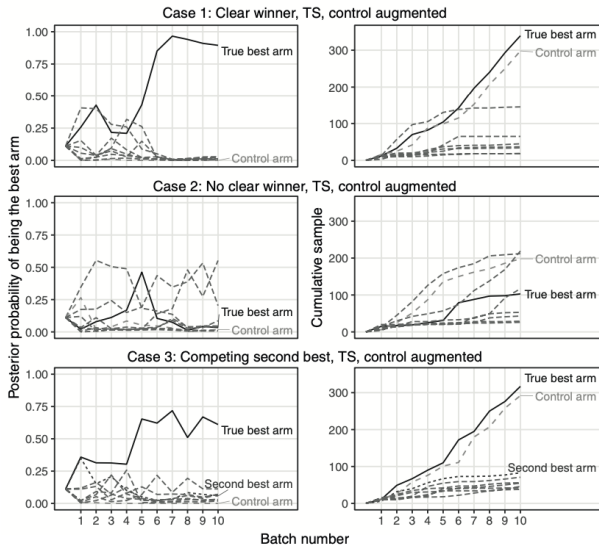 Case 1: Clear winner, TS, control augmented
1.00
0.75
0.50
0.25
0.00
True best arm
Control arm
300
200
100
0
True best arm
Control arm
Case 2: No clear winner, TS, control augmented
Posterior probability of being the best arm
1.00
0.75
0.50
0.25
0.00
True best arm
Control arm
Cumulative sample
300
200
100
0
Control arm
True best arm
Case 3: Competing second best, TS, control augmented
1.00
0.75
0.50
0.25
0.00
True best arm
Second best arm
Control arm
1 2 3 4 5 6 7 8 9 10
300
200
100
0
True best arm
Control arm
Second best arm
1 2 3 4 5 6 7 8 9 10
Batch number